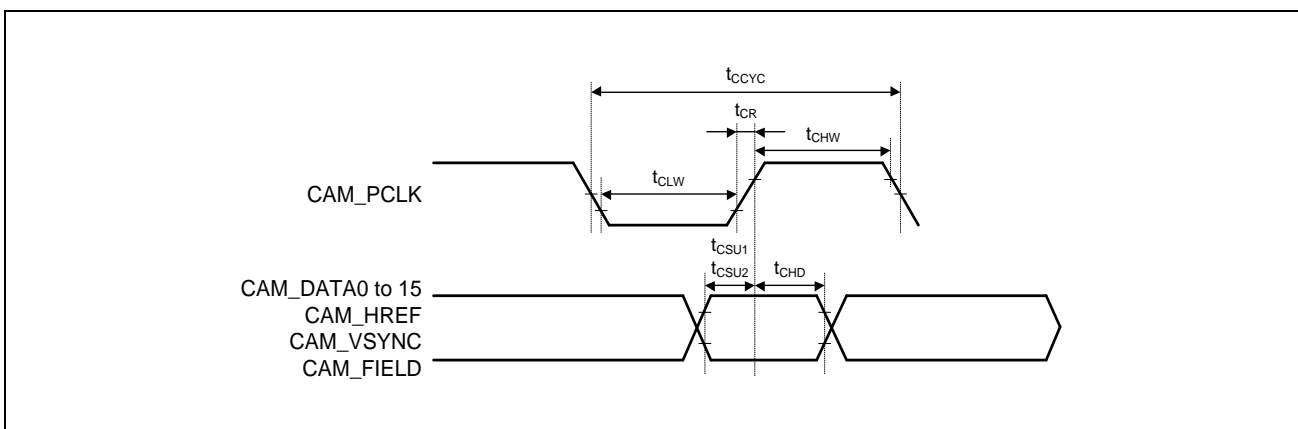 tCCYC
tCR
tCHW
CAM_PCLK
tCLW
tCSU1
tCSU2
tCHD
CAM_DATA0 to 15
CAM_HREF
CAM_VSYNC
CAM_FIELD